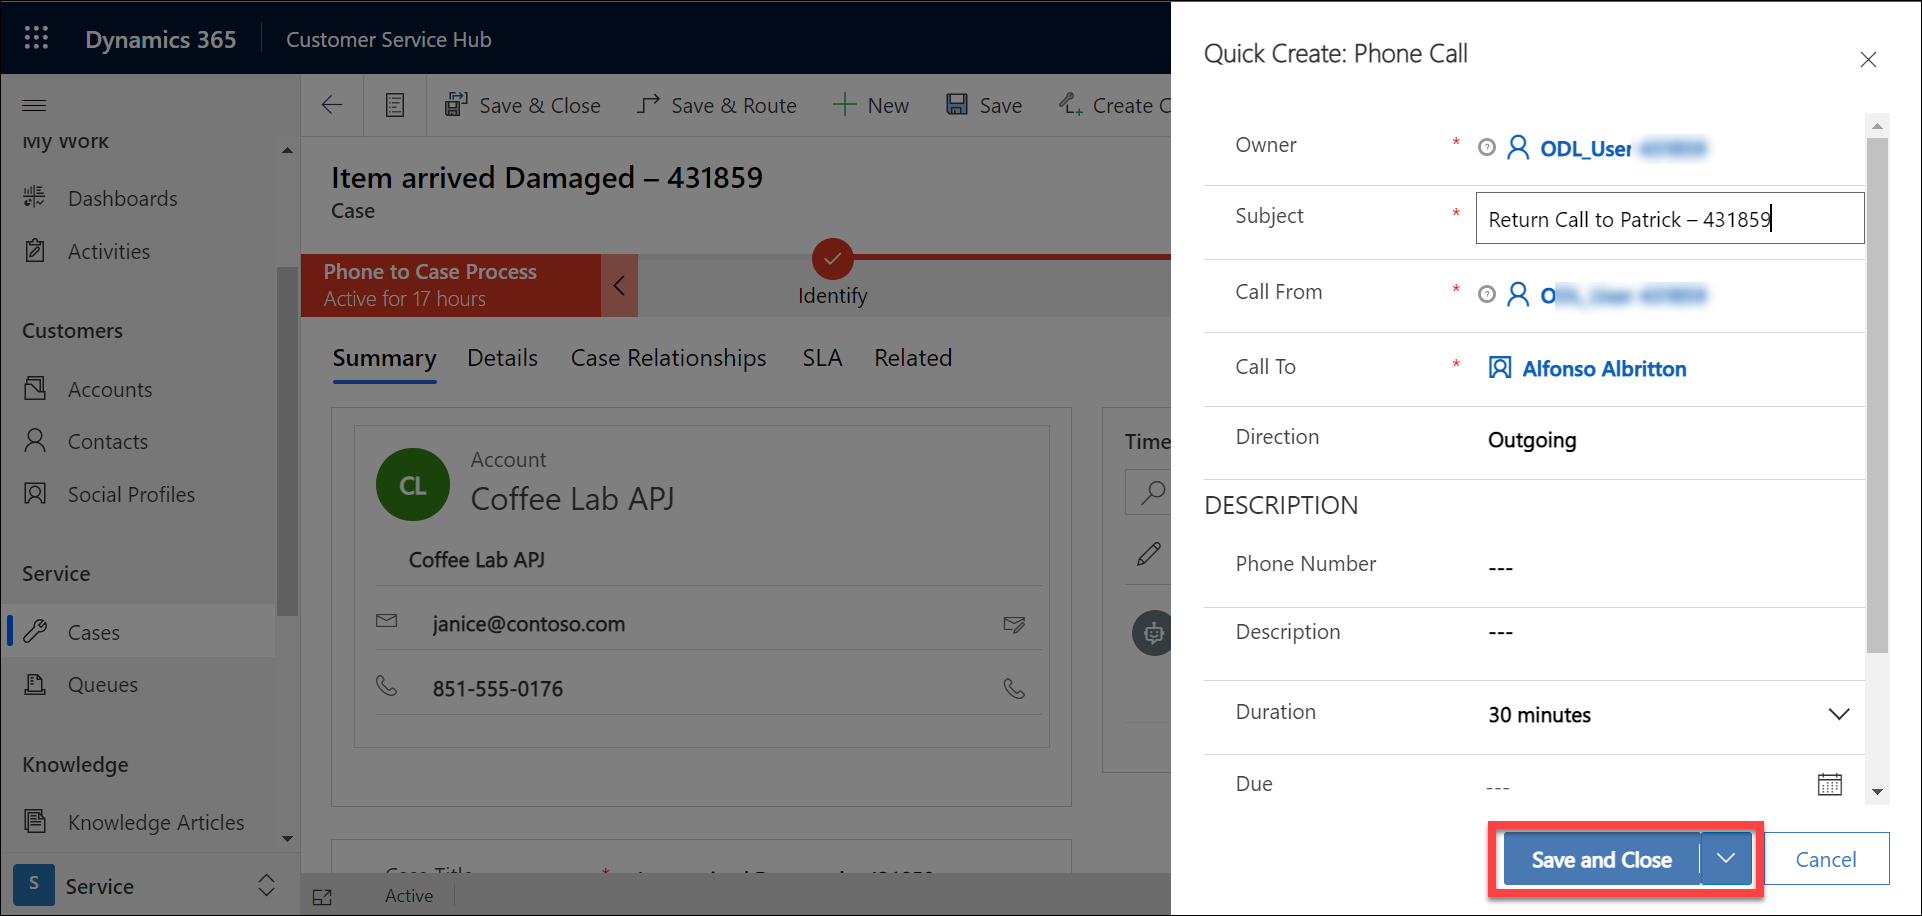 Dynamics 365
Customer Service Hub
My Work
Dashboards
Activities
Customers
Accounts
Contacts
Social Profiles
Service
Cases
Queues
Knowledge
Knowledge Articles
S
Service
Save & Close
Save & Route
New
Save
Create C
Item arrived Damaged – 431859
Case
Phone to Case Process
Active for 17 hours
Identify
Summary
Details
Case Relationships
SLA
Related
CL
Account
Coffee Lab APJ
Coffee Lab APJ
janice@contoso.com
851-555-0176
Time
Active
Quick Create: Phone Call
Owner * ODL_User
Subject * Return Call to Patrick – 431859
Call From *
Call To * Alfonso Albritton
Direction Outgoing
DESCRIPTION
Phone Number ---
Description ---
Duration 30 minutes
Due ---
Save and Close
Cancel